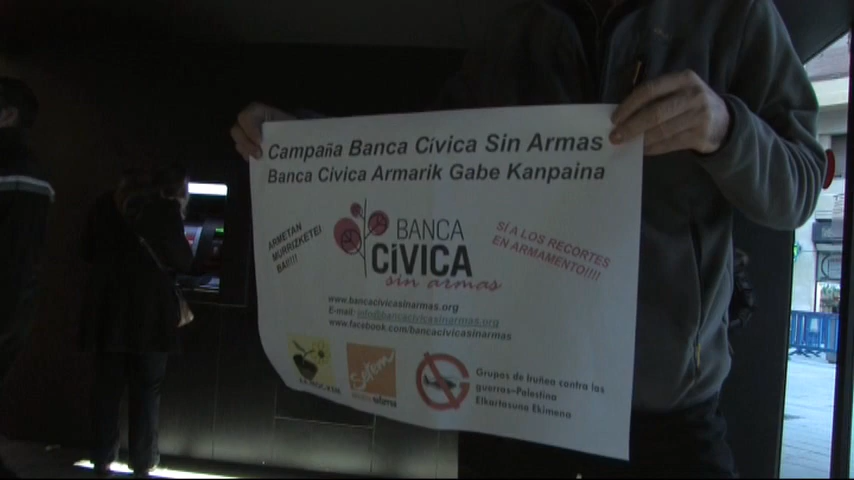 Campaña Banca Cívica Sin Armas
Banca Cívica Armarik Gabe Kanpaina
ARMETAN
MURRIZKETEI
BAI!!!!
BANCA
CÍVICA
sin armas
SÍ A LOS RECORTES
EN ARMAMENTO!!!!
www.bancacivicasinarmas.org
E-mail: info@bancacivicasinarmas.org
www.facebook.com/bancacivicasinarmas
Setem
Grupos de Iruñea contra las
guerras-Palestina
Elkartasuna Ekimena